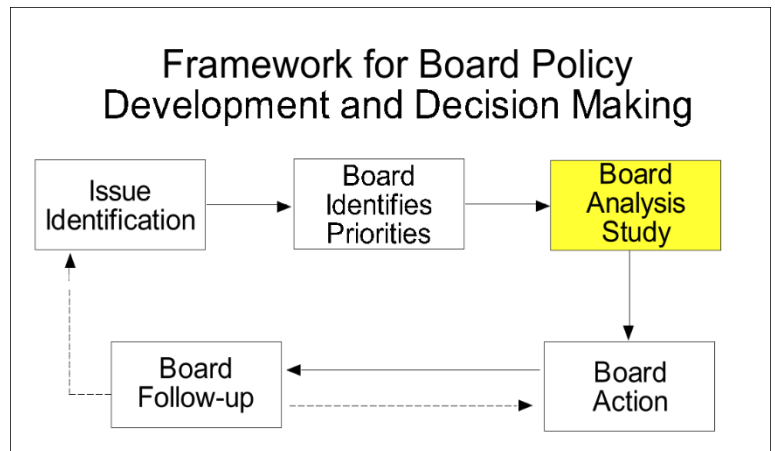 Framework for Board Policy
Development and Decision Making
Issue
Identification
Board
Identifies
Priorities
Board
Analysis
Study
Board
Follow-up
Board
Action